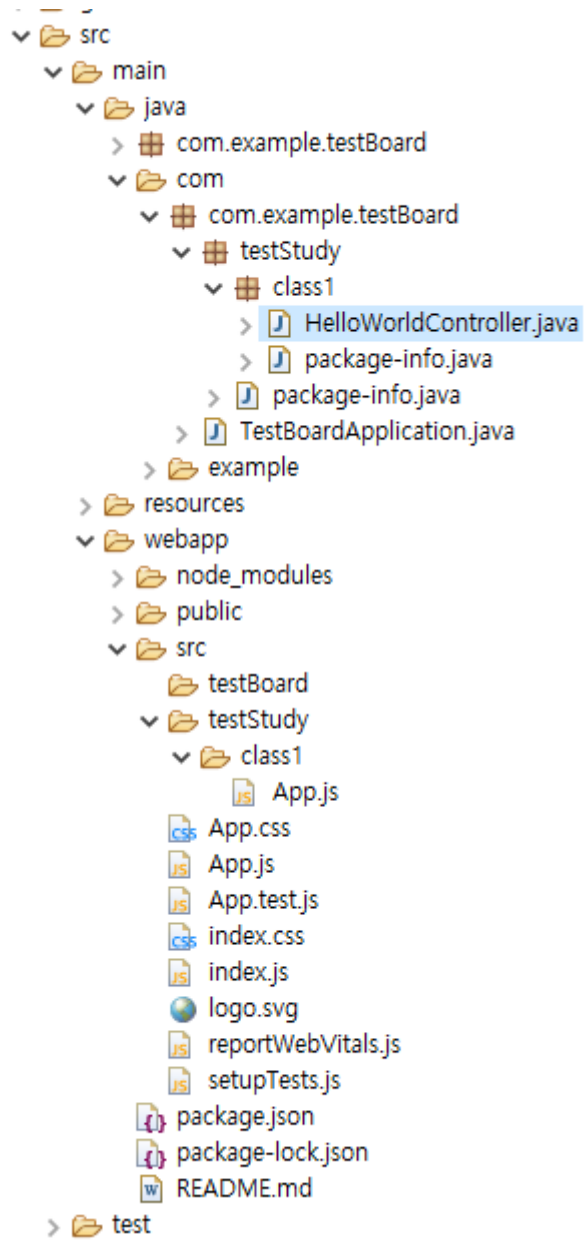 src
main
java
com.example.testBoard
com
com.example.testBoard
testStudy
class1
HelloWorldController.java
package-info.java
package-info.java
TestBoardApplication.java
example
resources
webapp
node_modules
public
src
testBoard
testStudy
class1
App.js
App.css
App.js
App.test.js
index.css
index.js
logo.svg
reportWebVitals.js
setupTests.js
package.json
package-lock.json
README.md
test